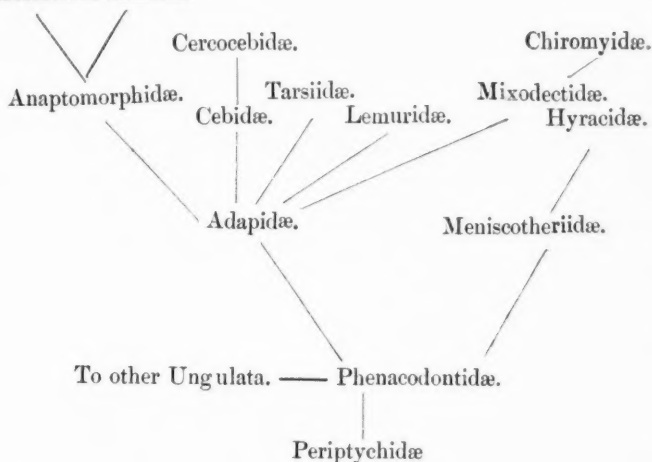 Cercocebidæ. Chiromyidæ.
Anaptomorphidæ. Tarsiidæ. Mixodectidæ.
Cebidæ. Lemuridæ. Hyracidæ.
Adapidæ. Meniscotheriidæ.
To other Ungulata. Phenacodontidæ.
Periptychidæ